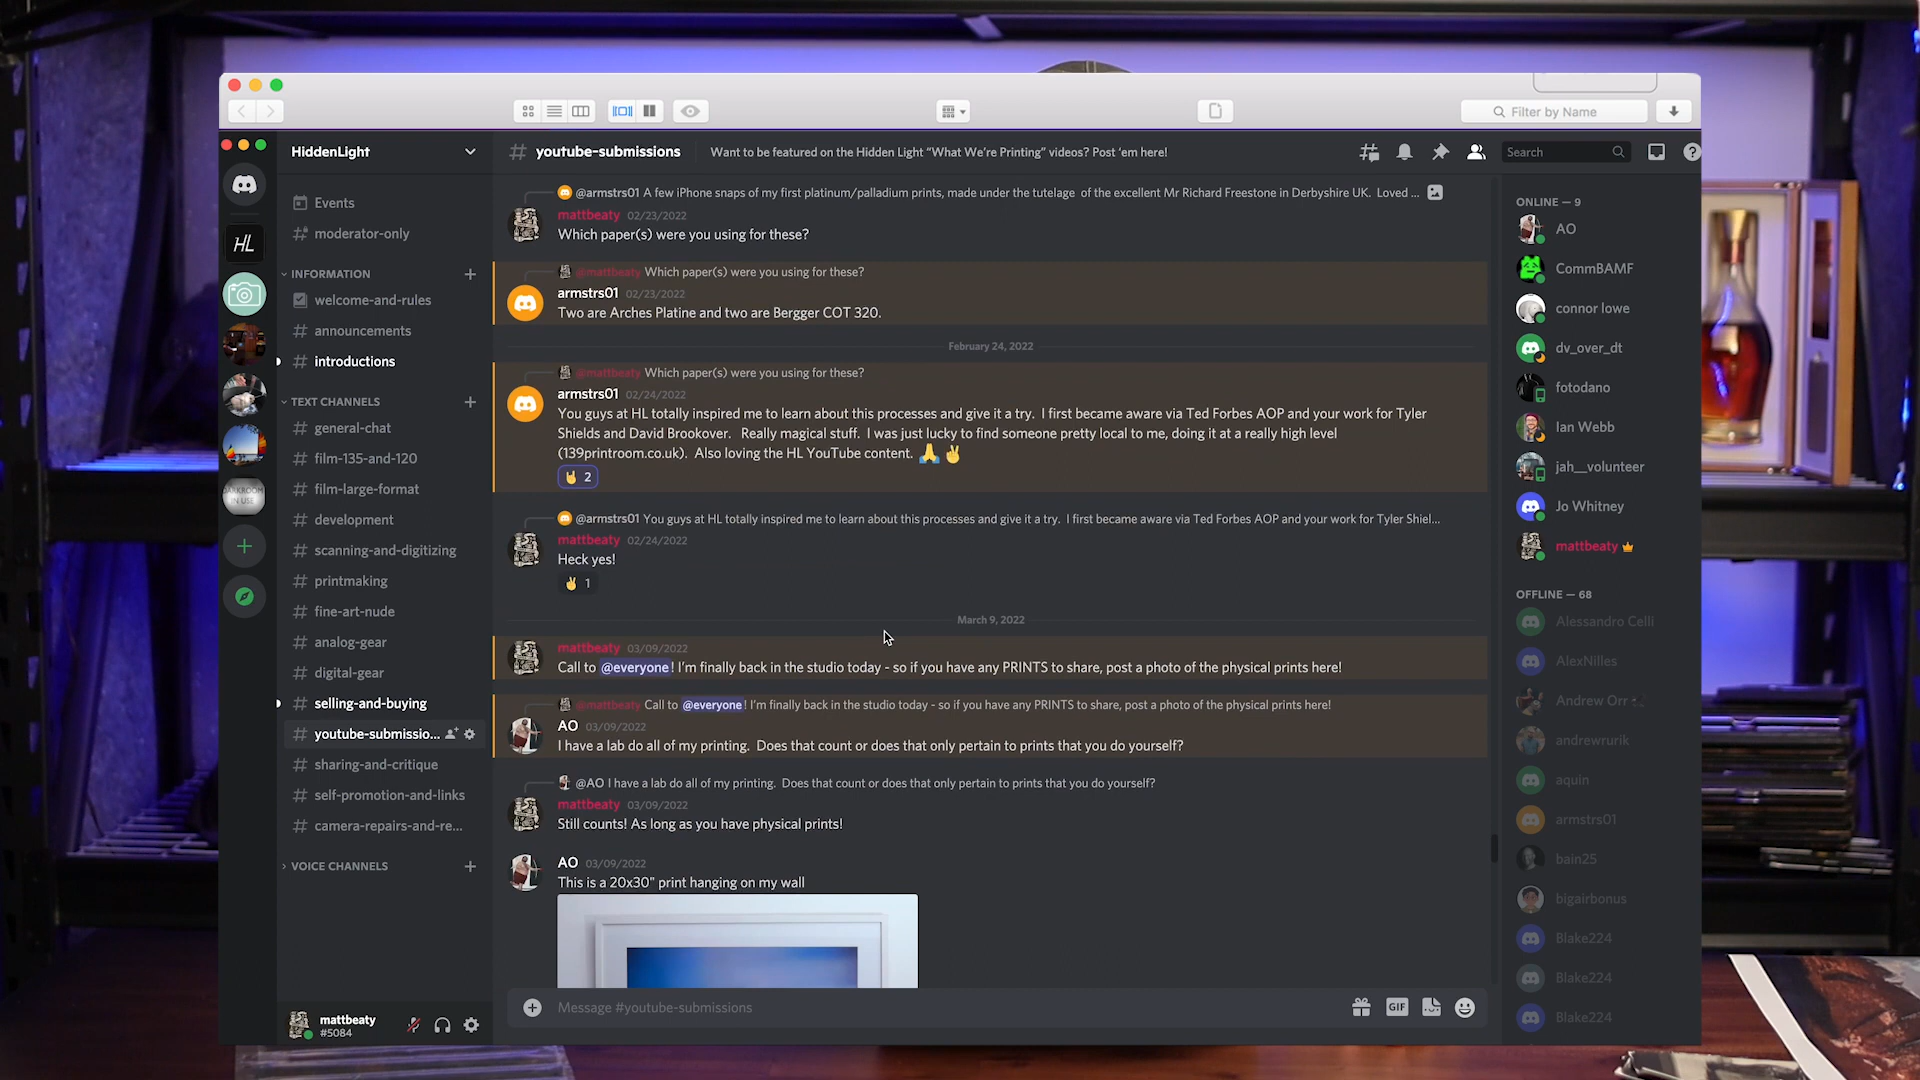 Filter by Name
HiddenLight
youtube-submissions
Want to be featured on the Hidden Light “What We’re Printing” videos? Post ‘em here!
Search
HL
DARKROOM
IN USE
Events
moderator-only
INFORMATION
welcome-and-rules
announcements
introductions
TEXT CHANNELS
general-chat
film-135-and-120
film-large-format
development
scanning-and-digitizing
printmaking
fine-art-nude
analog-gear
digital-gear
selling-and-buying
youtube-submissio...
sharing-and-critique
self-promotion-and-links
camera-repairs-and-re...
VOICE CHANNELS
mattbeaty
#5084
@armstrs01 A few iPhone snaps of my first platinum/palladium prints, made under the tutelage of the excellent Mr Richard Freestone in Derbyshire UK. Loved ...
mattbeaty 02/23/2022
Which paper(s) were you using for these?
@mattbeaty Which paper(s) were you using for these?
armstrs01 02/23/2022
Two are Arches Platine and two are Bergger COT 320.
February 24, 2022
@mattbeaty Which paper(s) were you using for these?
armstrs01 02/24/2022
You guys at HL totally inspired me to learn about this processes and give it a try. I first became aware via Ted Forbes AOP and your work for Tyler
Shields and David Brookover. Really magical stuff. I was just lucky to find someone pretty local to me, doing it at a really high level
(139printroom.co.uk). Also loving the HL YouTube content. 🙏 ✌️
🤘 2
@armstrs01 You guys at HL totally inspired me to learn about this processes and give it a try. I first became aware via Ted Forbes AOP and your work for Tyler Shiel...
mattbeaty 02/24/2022
Heck yes!
✌️ 1
March 9, 2022
mattbeaty 03/09/2022
Call to @everyone! I’m finally back in the studio today - so if you have any PRINTS to share, post a photo of the physical prints here!
@mattbeaty Call to @everyone! I’m finally back in the studio today - so if you have any PRINTS to share, post a photo of the physical prints here!
AO 03/09/2022
I have a lab do all of my printing. Does that count or does that only pertain to prints that you do yourself?
@AO I have a lab do all of my printing. Does that count or does that only pertain to prints that you do yourself?
mattbeaty 03/09/2022
Still counts! As long as you have physical prints!
AO 03/09/2022
This is a 20x30" print hanging on my wall
Message #youtube-submissions
GIF
ONLINE — 9
AO
CommBAMF
connor lowe
dv_over_dt
fotodano
Ian Webb
jah__volunteer
Jo Whitney
mattbeaty
OFFLINE — 68
Alessandro Celli
AlexNilles
Andrew Orr
andrewrurik
aquin
armstrs01
bain25
bigairbonus
Blake224
Blake224
Blake224